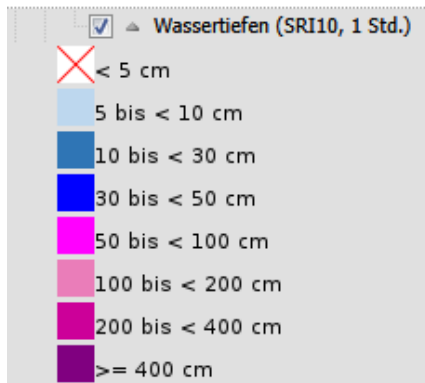 Wassertiefen (SRI10, 1 Std.)
< 5 cm
5 bis < 10 cm
10 bis < 30 cm
30 bis < 50 cm
50 bis < 100 cm
100 bis < 200 cm
200 bis < 400 cm
>= 400 cm